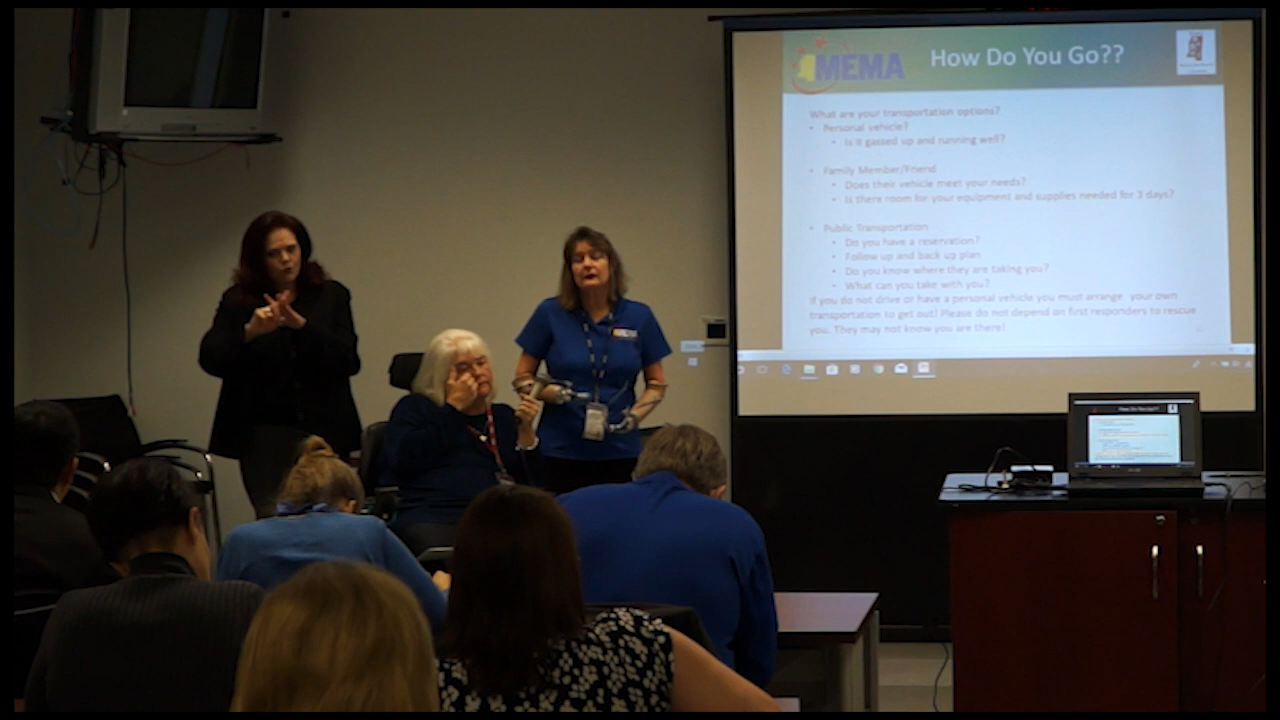 MEMA
How Do You Go??
What are your transportation options?
• Personal vehicle?
• Is it gassed up and running well?
• Family Member/Friend
• Does their vehicle meet your needs?
• Is there room for your equipment and supplies needed for 3 days?
• Public Transportation
• Do you have a reservation?
• Follow up and back up plan
• Do you know where they are taking you?
• What can you take with you?
If you do not drive or have a personal vehicle you must arrange your own
transportation to get out! Please do not depend on first responders to rescue
you. They may not know you are there!